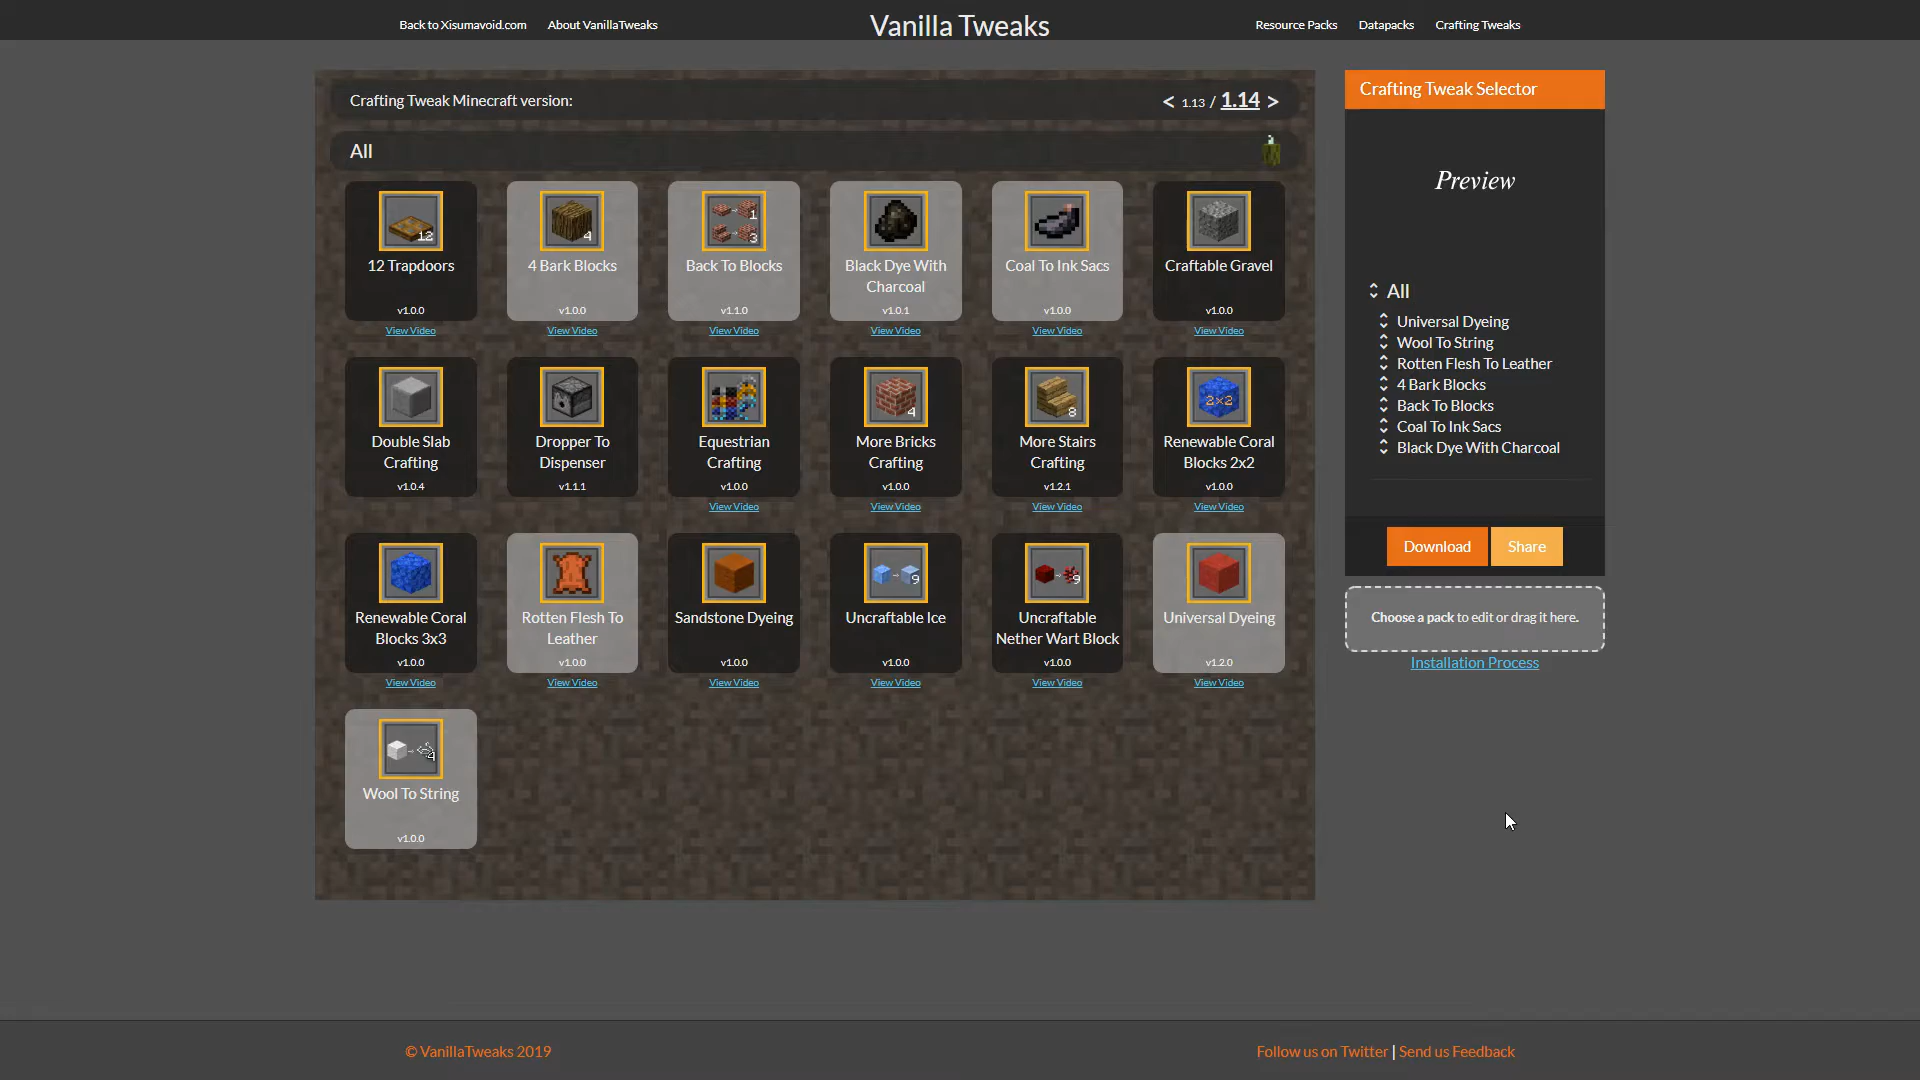 Back to Xisumavoid.com
About VanillaTweaks
Vanilla Tweaks
Resource Packs
Datapacks
Crafting Tweaks
Crafting Tweak Minecraft version:
< 1.13 / 1.14 >
All
12
12 Trapdoors
v1.0.0
View Video
4
4 Bark Blocks
v1.0.0
View Video
1
3
Back To Blocks
v1.1.0
View Video
Black Dye With
Charcoal
v1.0.1
View Video
Coal To Ink Sacs
v1.0.0
View Video
Craftable Gravel
v1.0.0
View Video
Double Slab
Crafting
v1.0.4
Dropper To
Dispenser
v1.1.1
Equestrian
Crafting
v1.0.0
View Video
4
More Bricks
Crafting
v1.0.0
View Video
8
More Stairs
Crafting
v1.2.1
View Video
2×2
Renewable Coral
Blocks 2x2
v1.0.0
View Video
Renewable Coral
Blocks 3x3
v1.0.0
View Video
Rotten Flesh To
Leather
v1.0.0
View Video
Sandstone Dyeing
v1.0.0
View Video
9
Uncraftable Ice
v1.0.0
View Video
9
Uncraftable
Nether Wart Block
v1.0.0
View Video
Universal Dyeing
v1.2.0
View Video
4
Wool To String
v1.0.0
Crafting Tweak Selector
Preview
All
Universal Dyeing
Wool To String
Rotten Flesh To Leather
4 Bark Blocks
Back To Blocks
Coal To Ink Sacs
Black Dye With Charcoal
Download
Share
Choose a pack to edit or drag it here.
Installation Process
© VanillaTweaks 2019
Follow us on Twitter | Send us Feedback